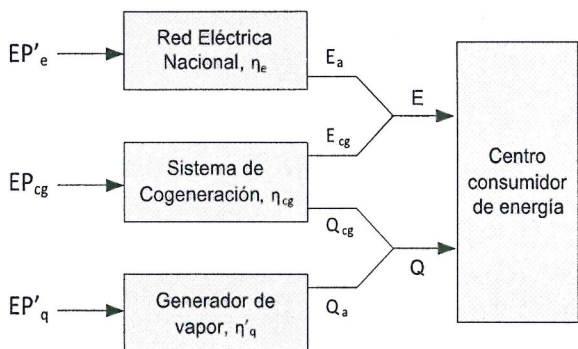 EP'e
Red Eléctrica
Nacional, ηe
Ea
E
Ecg
EPcg
Sistema de
Cogeneración, ηcg
Qcg
Q
Qa
EP'q
Generador de
vapor, η'q
Centro
consumidor
de energía